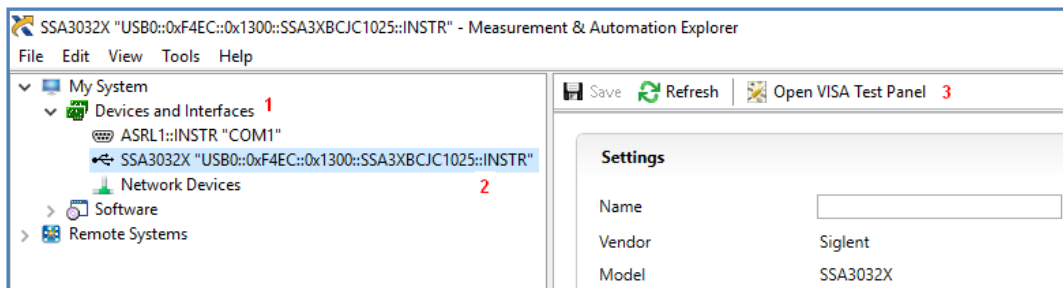 SSA3032X "USB0::0xF4EC::0x1300::SSA3XBCJC1025::INSTR" - Measurement & Automation Explorer
File Edit View Tools Help
My System
Devices and Interfaces 1
ASRL1::INSTR "COM1"
SSA3032X "USB0::0xF4EC::0x1300::SSA3XBCJC1025::INSTR"
Network Devices 2
Software
Remote Systems
Save Refresh Open VISA Test Panel 3
Settings
Name
Vendor Siglent
Model SSA3032X